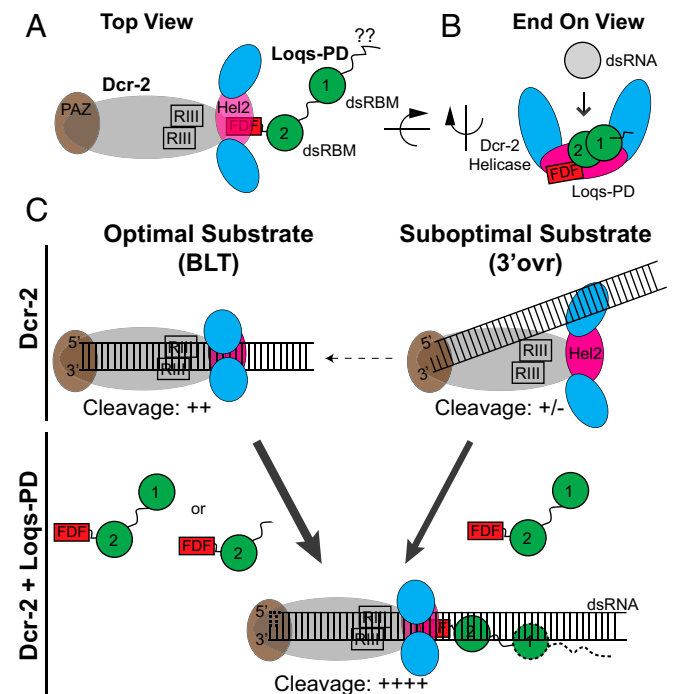 A
Top View
??
Loqs-PD
Dcr-2
PAZ
Hel2
1
dsRBM
RIII
RIII
FDF
2
dsRBM
B
End On View
dsRNA
Dcr-2
Helicase
2
1
FDF
Loqs-PD
C
Optimal Substrate
(BLT)
Suboptimal Substrate
(3'ovr)
Dcr-2
5'
3'
RII
RIII
Cleavage: ++
5'
3'
RIII
RIII
Hel2
Cleavage: +/-
Dcr-2 + Loqs-PD
1
FDF
2
or
FDF
2
1
FDF
2
dsRNA
5'
3'
RII
RIII
F
2
1
Cleavage: ++++